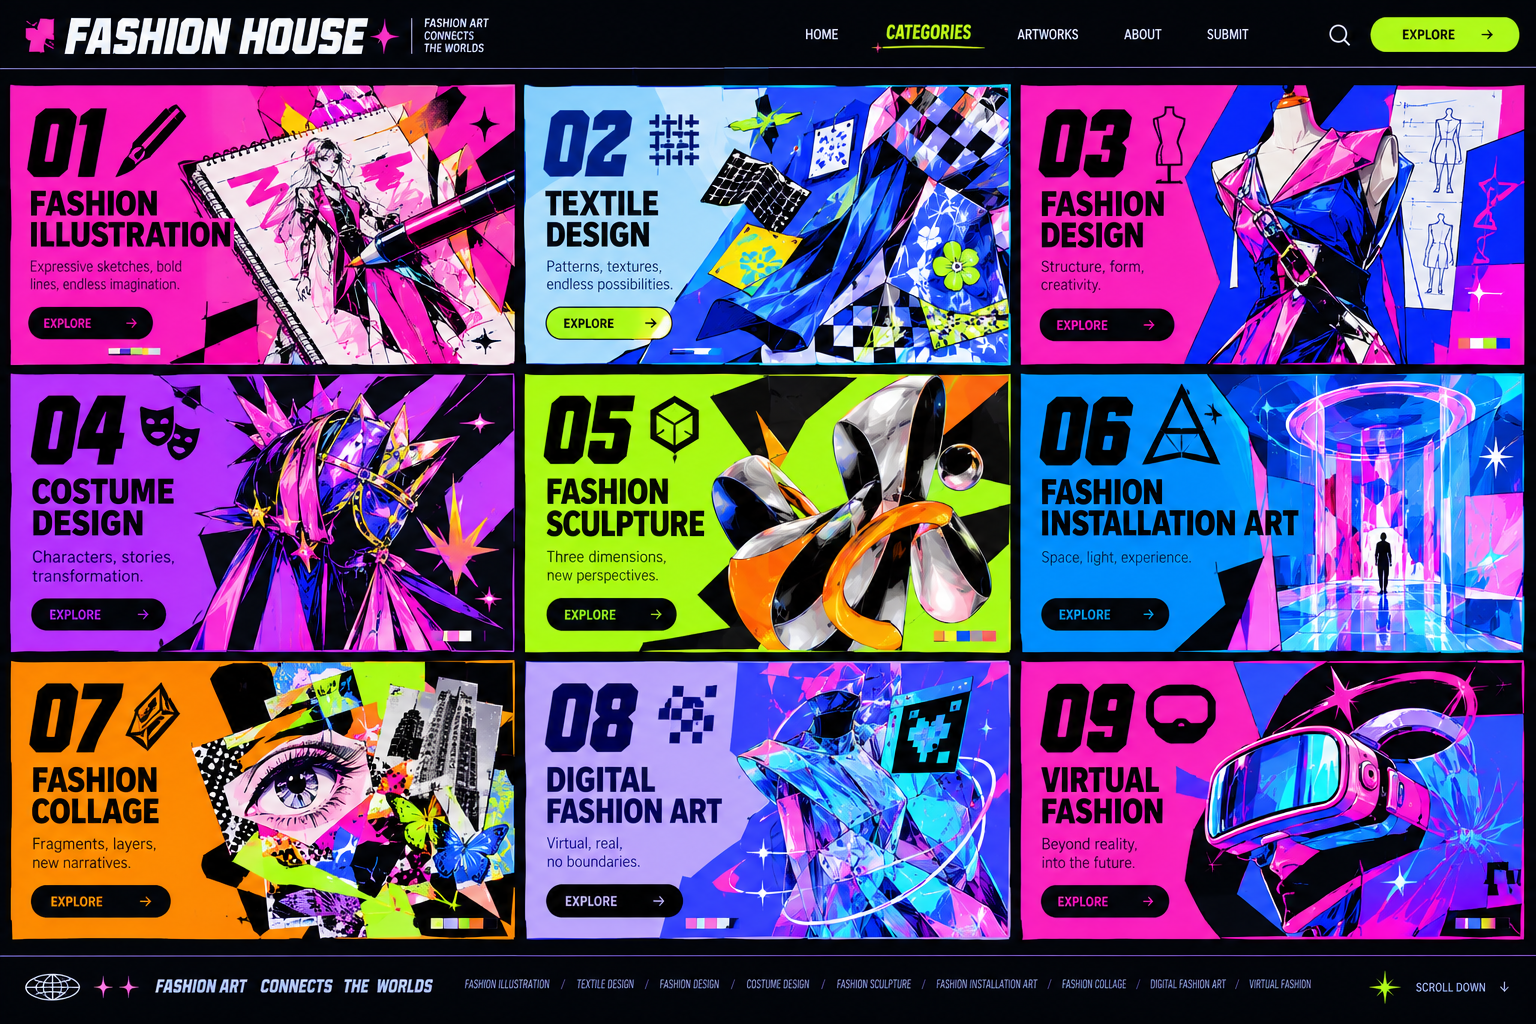 FASHION HOUSE
FASHION ART
CONNECTS
THE WORLDS
HOME
CATEGORIES
ARTWORKS
ABOUT
SUBMIT
EXPLORE →
01
FASHION
ILLUSTRATION
Expressive sketches, bold
lines, endless imagination.
EXPLORE →
02
TEXTILE
DESIGN
Patterns, textures,
endless possibilities.
EXPLORE →
03
FASHION
DESIGN
Structure, form,
creativity.
EXPLORE →
04
COSTUME
DESIGN
Characters, stories,
transformation.
EXPLORE →
05
FASHION
SCULPTURE
Three dimensions,
new perspectives.
EXPLORE →
06
FASHION
INSTALLATION ART
Space, light, experience.
EXPLORE →
07
FASHION
COLLAGE
Fragments, layers,
new narratives.
EXPLORE →
08
DIGITAL
FASHION ART
Virtual, real,
no boundaries.
EXPLORE →
09
VIRTUAL
FASHION
Beyond reality,
into the future.
EXPLORE →
FASHION ART CONNECTS THE WORLDS
FASHION ILLUSTRATION / TEXTILE DESIGN / FASHION DESIGN / COSTUME DESIGN / FASHION SCULPTURE / FASHION INSTALLATION ART / FASHION COLLAGE / DIGITAL FASHION ART / VIRTUAL FASHION
SCROLL DOWN ↓